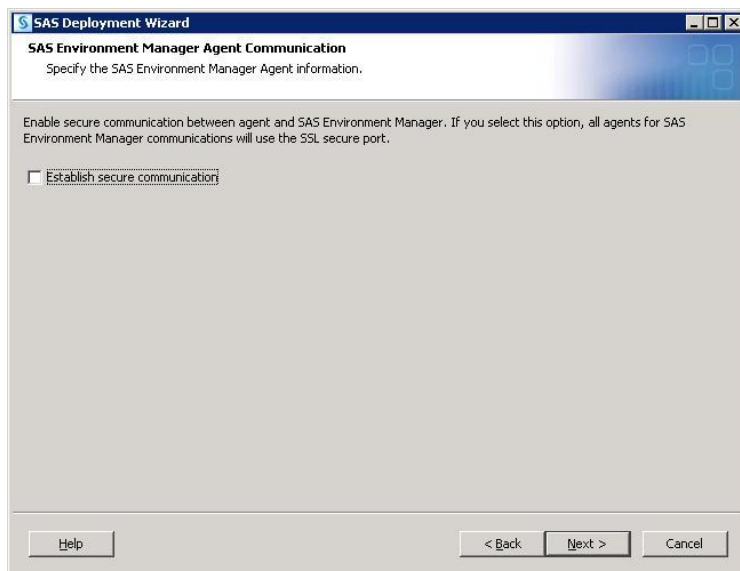 SAS Deployment Wizard
SAS Environment Manager Agent Communication
Specify the SAS Environment Manager Agent information.
Enable secure communication between agent and SAS Environment Manager. If you select this option, all agents for SAS
Environment Manager communications will use the SSL secure port.
Establish secure communication
Help
< Back
Next >
Cancel